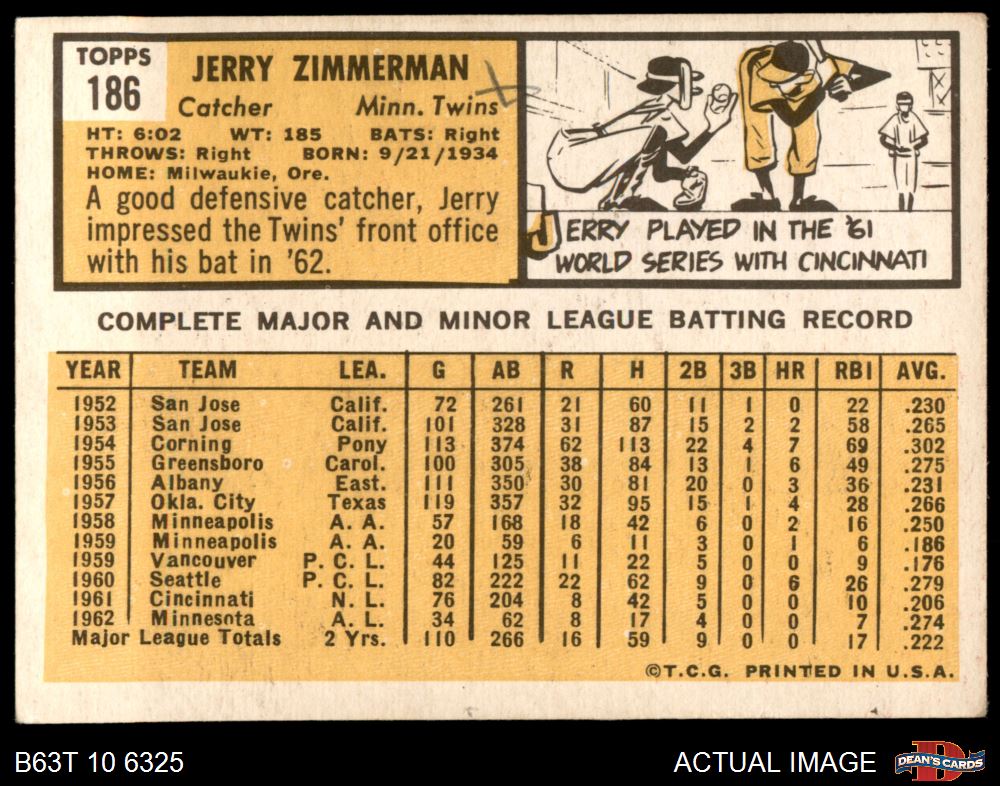 TOPPS
186
JERRY ZIMMERMAN
Catcher Minn. Twins
HT: 6:02 WT: 185 BATS: Right
THROWS: Right BORN: 9/21/1934
HOME: Milwaukie, Ore.
A good defensive catcher, Jerry
impressed the Twins' front office
with his bat in '62.
JERRY PLAYED IN THE '61
WORLD SERIES WITH CINCINNATI
COMPLETE MAJOR AND MINOR LEAGUE BATTING RECORD
YEAR TEAM LEA. G AB R H 2B 3B HR RBI AVG.
1952 San Jose Calif. 72 261 21 60 11 1 0 22 .230
1953 San Jose Calif. 101 328 31 87 15 2 2 58 .265
1954 Corning Pony 113 374 62 113 22 4 7 69 .302
1955 Greensboro Carol. 100 305 38 84 13 1 6 49 .275
1956 Albany East. 111 350 30 81 20 0 3 36 .231
1957 Okla. City Texas 119 357 32 95 15 1 4 28 .266
1958 Minneapolis A. A. 57 168 18 42 6 0 2 16 .250
1959 Minneapolis A. A. 20 59 6 11 3 0 1 6 .186
1959 Vancouver P. C. L. 44 125 11 22 5 0 0 9 .176
1960 Seattle P. C. L. 82 222 22 62 9 0 6 26 .279
1961 Cincinnati N. L. 76 204 8 42 5 0 0 10 .206
1962 Minnesota A. L. 34 62 8 17 4 0 0 7 .274
Major League Totals 2 Yrs. 110 266 16 59 9 0 0 17 .222
©T.C.G. PRINTED IN U.S.A.
B63T 10 6325 ACTUAL IMAGE DEAN'S CARDS